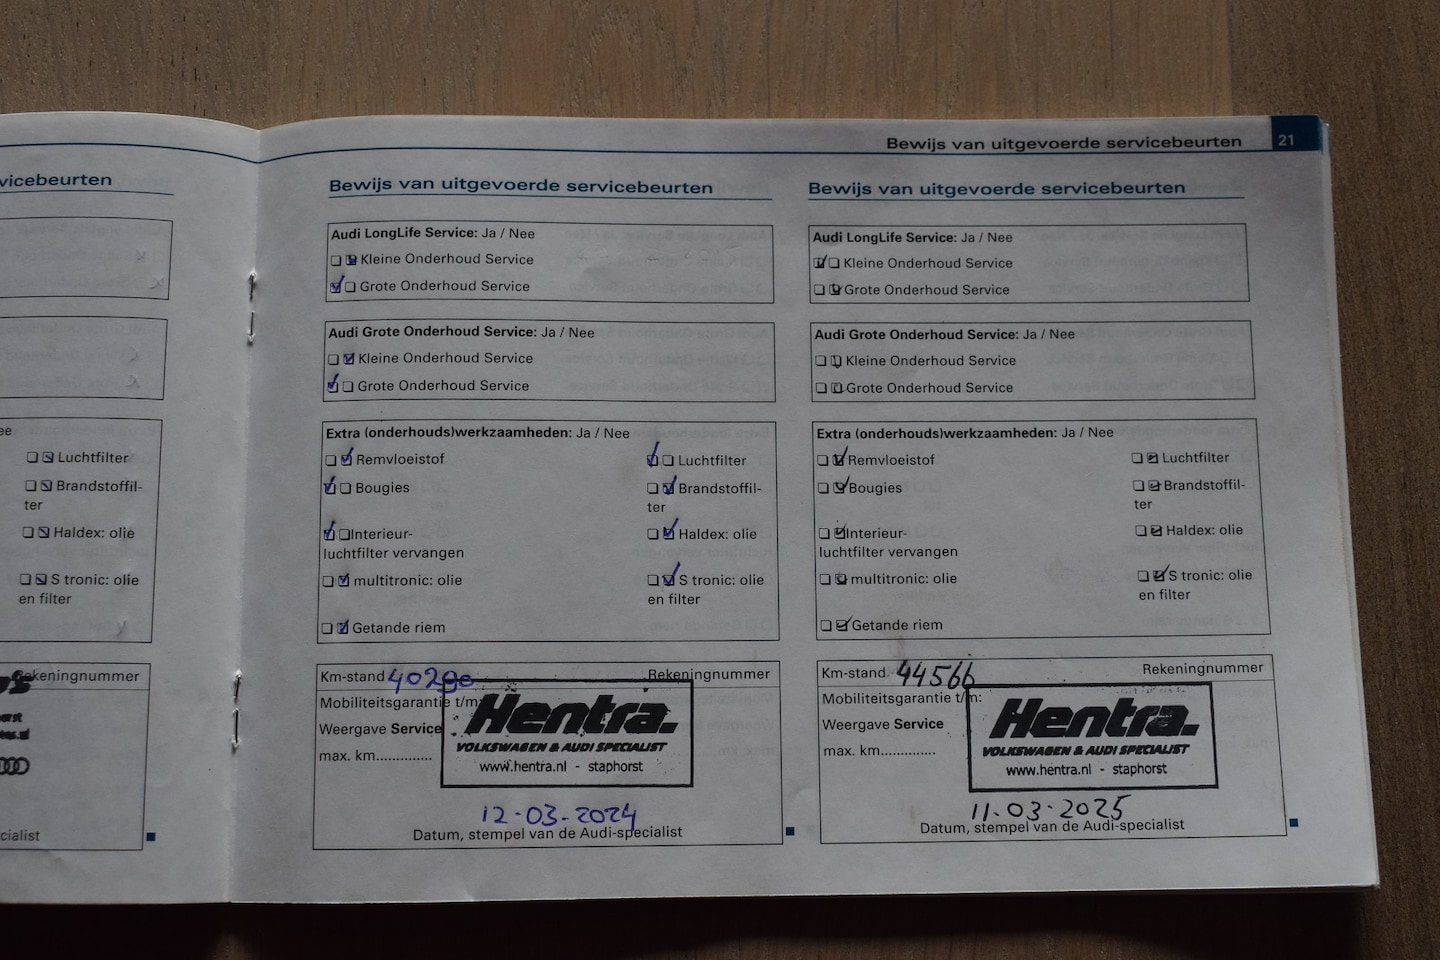 Bewijs van uitgevoerde servicebeurten 21
vicebeurten
ee
Luchtfilter
Brandstoffil-
ter
Haldex: olie
S tronic: olie
en filter
ekeningnummer
cialist
Bewijs van uitgevoerde servicebeurten
Audi LongLife Service: Ja / Nee
Kleine Onderhoud Service
Grote Onderhoud Service
Audi Grote Onderhoud Service: Ja / Nee
Kleine Onderhoud Service
Grote Onderhoud Service
Extra (onderhouds)werkzaamheden: Ja / Nee
Remvloeistof Luchtfilter
Bougies Brandstoffil-
ter
Interieur- Haldex: olie
luchtfilter vervangen
multitronic: olie S tronic: olie
en filter
Getande riem
Km-stand 40290 Rekeningnummer
Mobiliteitsgarantie t/m:
Weergave Service
max. km..............
Hentra.
VOLKSWAGEN & AUDI SPECIALIST
www.hentra.nl - staphorst
12-03-2024
Datum, stempel van de Audi-specialist
Bewijs van uitgevoerde servicebeurten
Audi LongLife Service: Ja / Nee
Kleine Onderhoud Service
Grote Onderhoud Service
Audi Grote Onderhoud Service: Ja / Nee
Kleine Onderhoud Service
Grote Onderhoud Service
Extra (onderhouds)werkzaamheden: Ja / Nee
Remvloeistof Luchtfilter
Bougies Brandstoffil-
ter
Interieur- Haldex: olie
luchtfilter vervangen
multitronic: olie S tronic: olie
en filter
Getande riem
Km-stand 44566 Rekeningnummer
Mobiliteitsgarantie t/m:
Weergave Service
max. km..............
Hentra.
VOLKSWAGEN & AUDI SPECIALIST
www.hentra.nl - staphorst
11-03-2025
Datum, stempel van de Audi-specialist